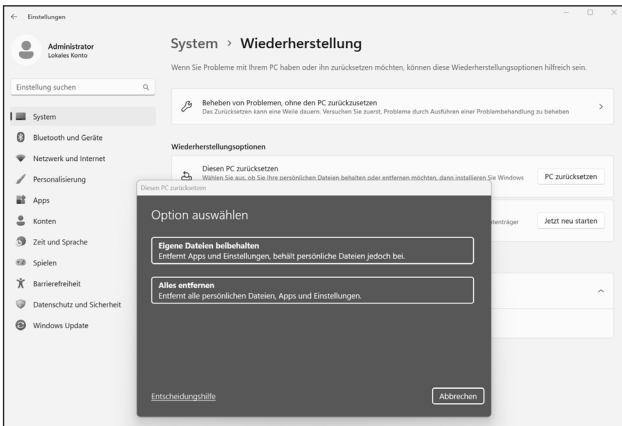 Einstellungen
Administrator
Lokales Konto
Einstellung suchen
System
Bluetooth und Geräte
Netzwerk und Internet
Personalisierung
Apps
Konten
Zeit und Sprache
Spielen
Barrierefreiheit
Datenschutz und Sicherheit
Windows Update
System > Wiederherstellung
Wenn Sie Probleme mit Ihrem PC haben oder ihn zurücksetzen möchten, können diese Wiederherstellungsoptionen hilfreich sein.
Beheben von Problemen, ohne den PC zurückzusetzen
Das Zurücksetzen kann eine Weile dauern. Versuchen Sie zuerst, Probleme durch Ausführen einer Problembehandlung zu beheben
Wiederherstellungsoptionen
Diesen PC zurücksetzen
Wählen Sie aus, ob Sie Ihre persönlichen Dateien behalten oder entfernen möchten, dann installieren Sie Windows
PC zurücksetzen
Jetzt neu starten
Diesen PC zurücksetzen
Option auswählen
Eigene Dateien beibehalten
Entfernt Apps und Einstellungen, behält persönliche Dateien jedoch bei.
Alles entfernen
Entfernt alle persönlichen Dateien, Apps und Einstellungen.
Entscheidungshilfe
Abbrechen